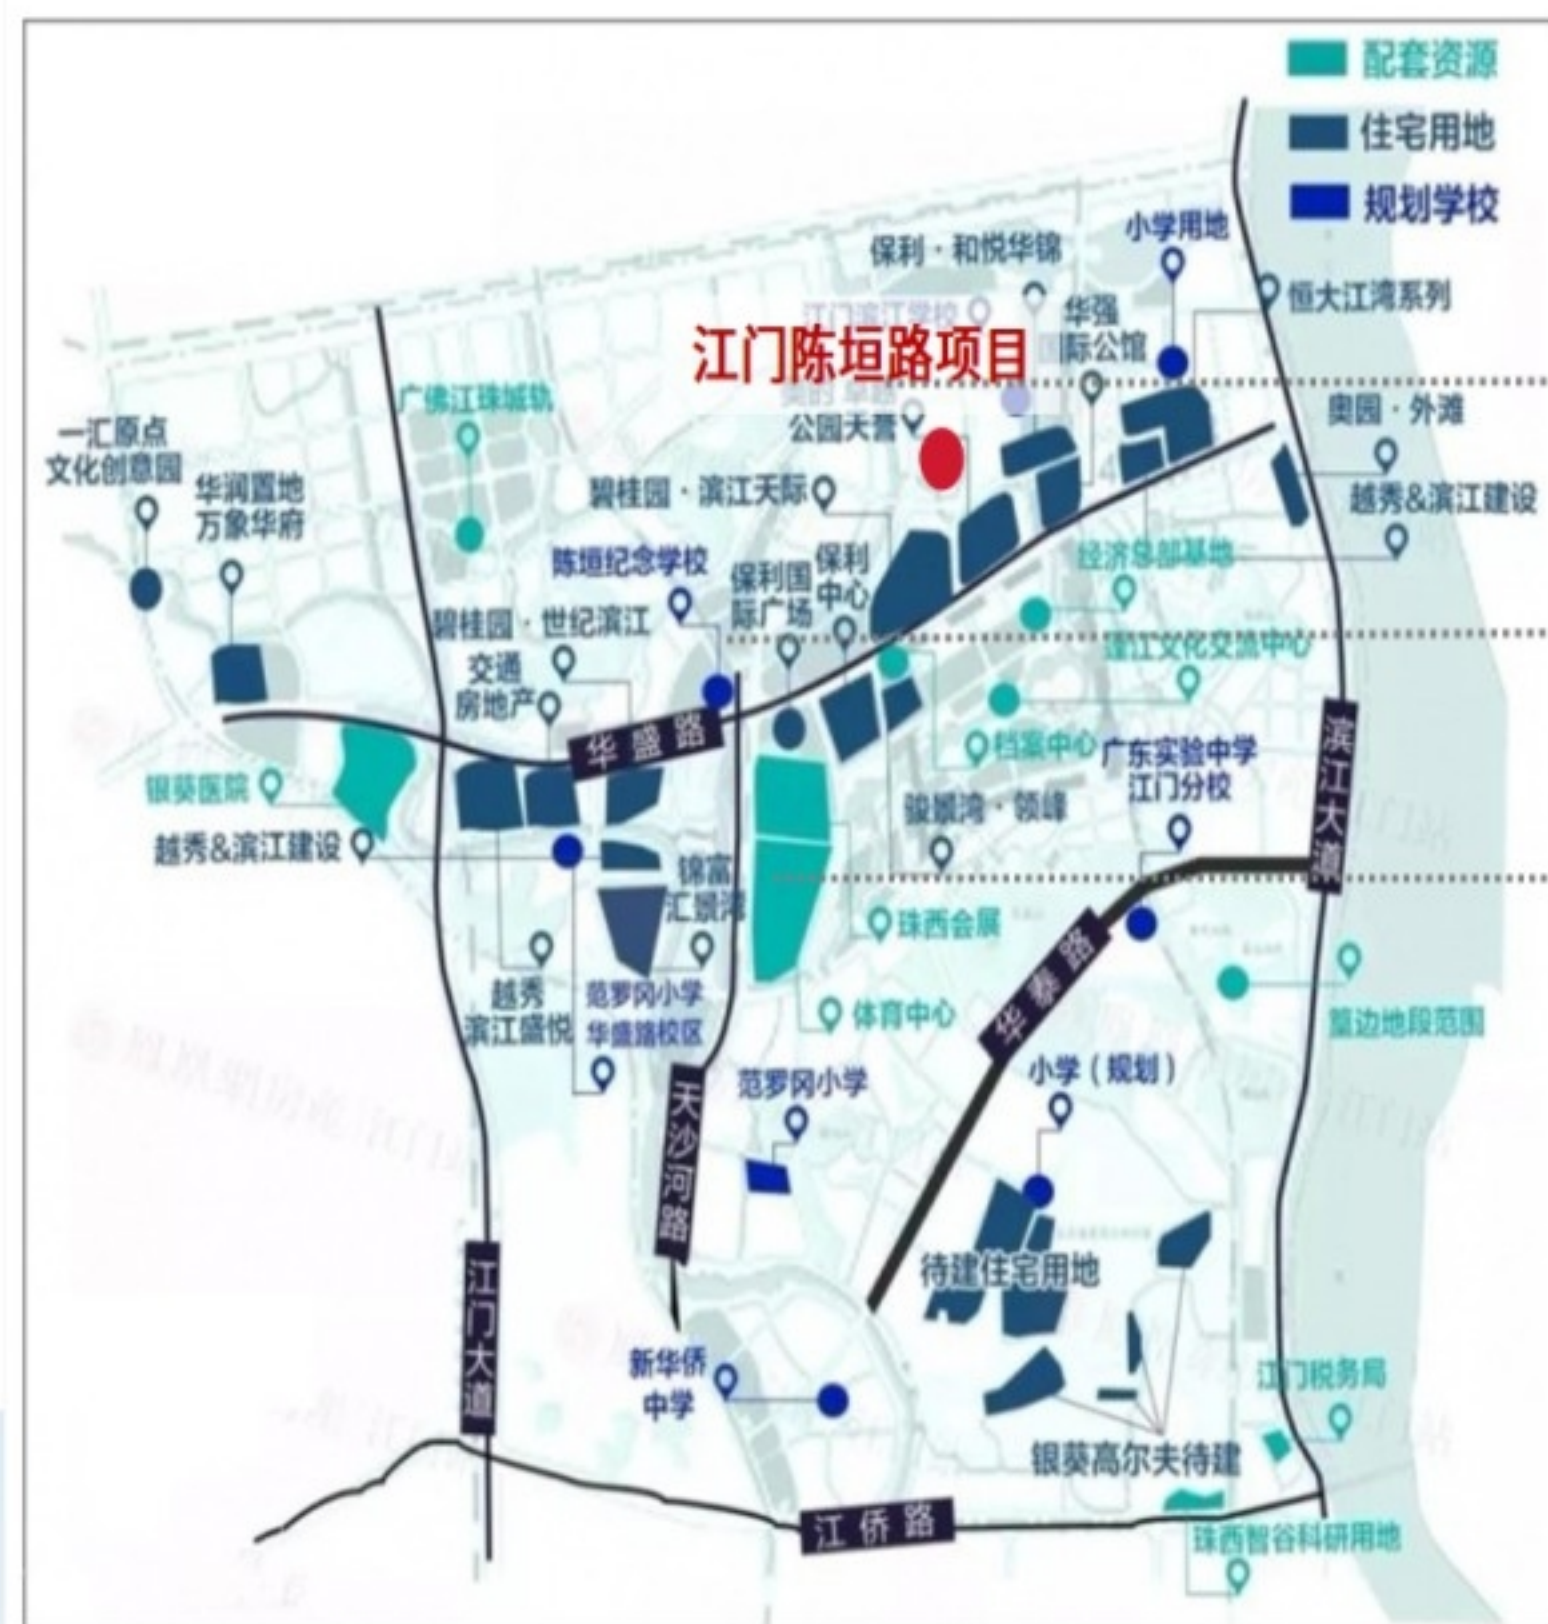 配套资源
住宅用地
规划学校
小学用地
保利·和悦华锦
恒大江湾系列
江门滨江学校
华强
国际公馆
江门陈垣路项目
广佛江珠城轨
奥园·外滩
公园天誉
一汇原点
文化创意园
华润置地
万象华府
碧桂园·滨江天际
越秀&滨江建设
陈垣纪念学校
保利国
际广场
保利
中心
经济总部基地
碧桂园·世纪滨江
蓬江文化交流中心
交通
房地产
华盛路
档案中心
广东实验中学
江门分校
滨江大道
银葵医院
骏景湾·领峰
越秀&滨江建设
锦富
汇景湾
珠西会展
华泰路
越秀
滨江盛悦
范罗冈小学
华盛路校区
体育中心
篁边地段范围
范罗冈小学
小学（规划）
天沙河路
待建住宅用地
江门大道
新华侨
中学
江门税务局
银葵高尔夫待建
江侨路
珠西智谷科研用地